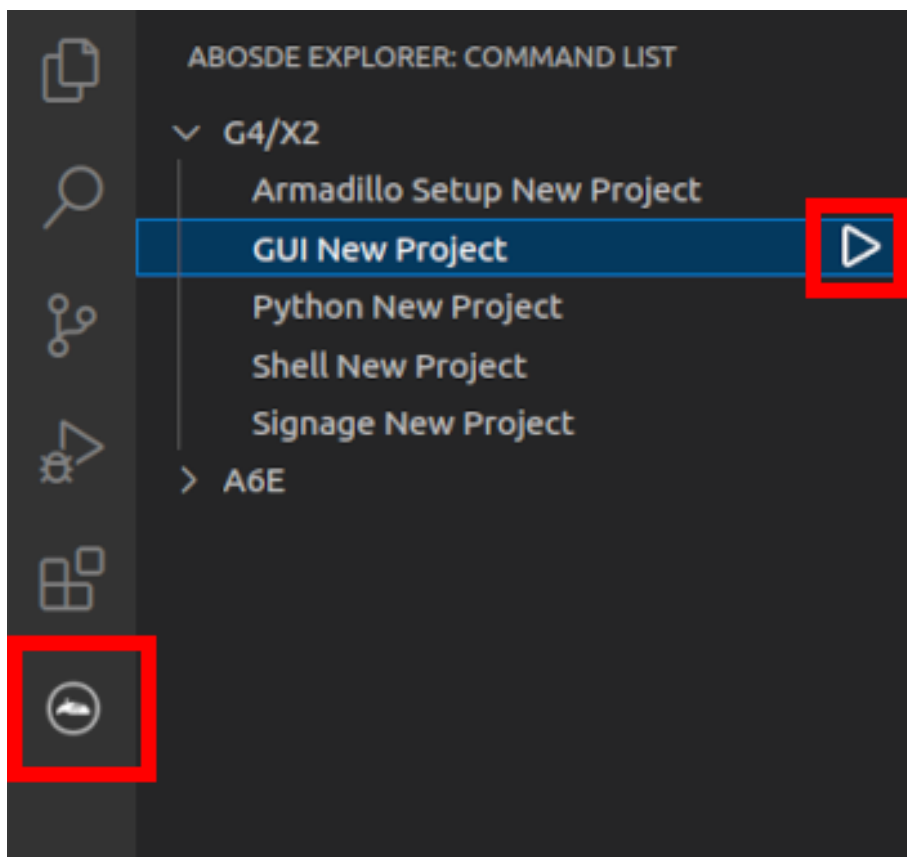 ABOSDE EXPLORER: COMMAND LIST
G4/X2
Armadillo Setup New Project
GUI New Project
Python New Project
Shell New Project
Signage New Project
A6E